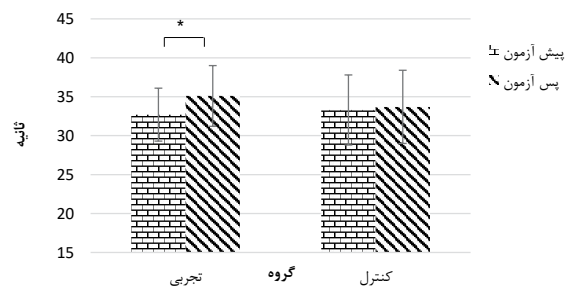 45
40
35
30
25
20
15
*
ثانیه
تجربی
کنترل
گروه
پیش آزمون
پس آزمون